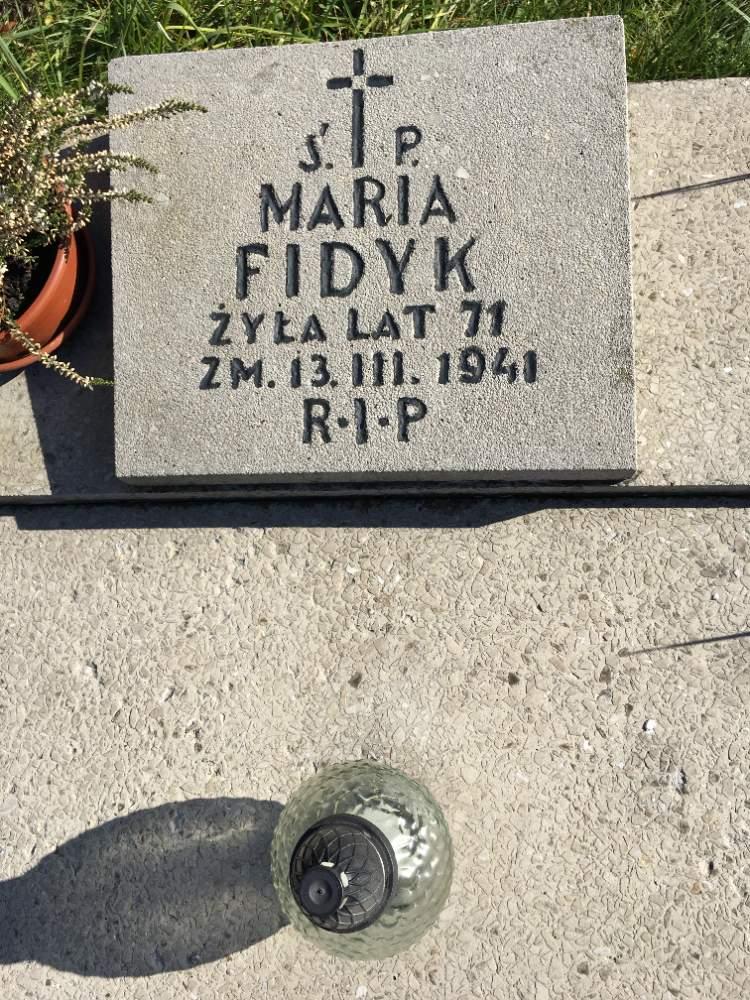 Ś. P.
MARIA
FIDYK
ŻYŁA LAT 71
ZM. 13. III. 1941
R·I·P